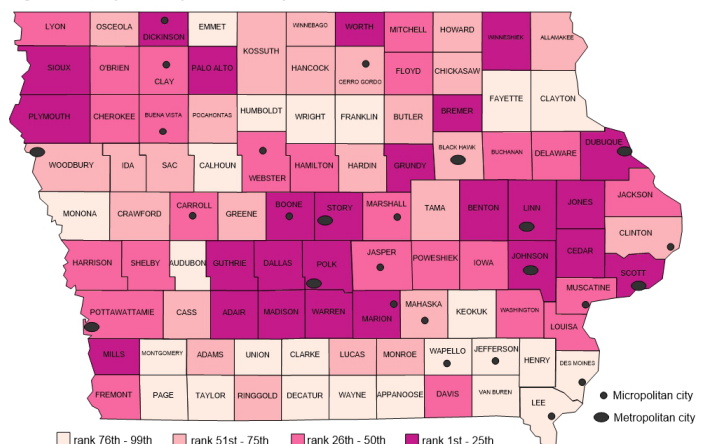 LYON OSCEOLA DICKINSON EMMET WINNEBAGO WORTH MITCHELL HOWARD WINNESHIEK ALLAMAKEE
KOSSUTH
SIOUX O'BRIEN CLAY PALO ALTO HANCOCK CERRO GORDO FLOYD CHICKASAW
FAYETTE CLAYTON
PLYMOUTH CHEROKEE BUENA VISTA POCAHONTAS HUMBOLDT WRIGHT FRANKLIN BUTLER BREMER
WOODBURY IDA SAC CALHOUN WEBSTER HAMILTON HARDIN GRUNDY BLACK HAWK BUCHANAN DELAWARE DUBUQUE
MONONA CRAWFORD CARROLL GREENE BOONE STORY MARSHALL TAMA BENTON LINN JONES JACKSON
CLINTON
HARRISON SHELBY AUDUBON GUTHRIE DALLAS POLK JASPER POWESHIEK IOWA JOHNSON CEDAR SCOTT
MUSCATINE
POTTAWATTAMIE CASS ADAIR MADISON WARREN MARION MAHASKA KEOKUK WASHINGTON LOUISA
MILLS MONTGOMERY ADAMS UNION CLARKE LUCAS MONROE WAPELLO JEFFERSON HENRY DES MOINES
FREMONT PAGE TAYLOR RINGGOLD DECATUR WAYNE APPANOOSE DAVIS VAN BUREN LEE
Micropolitan city
Metropolitan city
rank 76th - 99th rank 51st - 75th rank 26th - 50th rank 1st - 25th